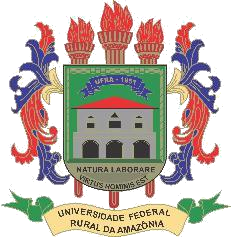 UFRA - 1951
NATURA LABORARE
VIRTUS HOMINIS EST
UNIVERSIDADE FEDERAL
RURAL DA AMAZÔNIA